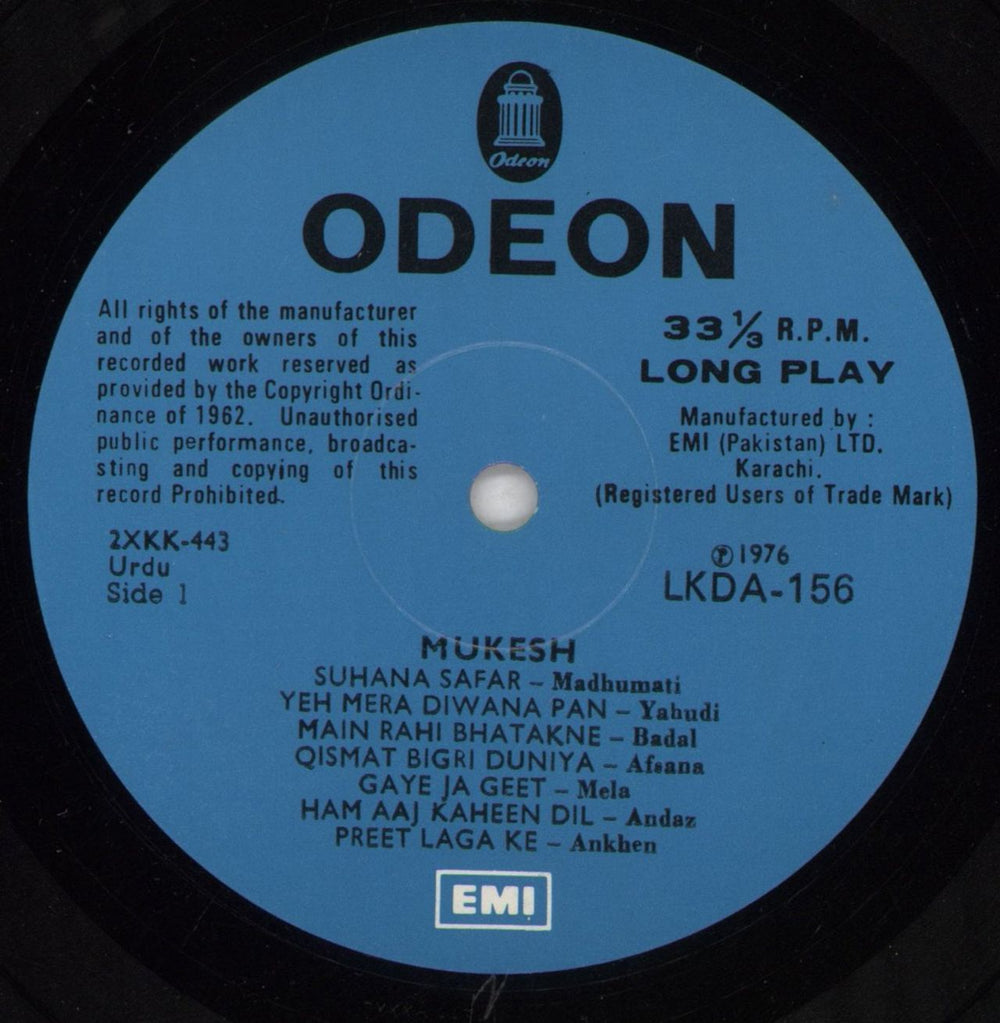 Odeon
ODEON
All rights of the manufacturer
and of the owners of this
recorded work reserved as
provided by the Copyright Ordi-
nance of 1962. Unauthorised
public performance, broadca-
sting and copying of this
record Prohibited.
33 1/3 R.P.M.
LONG PLAY
Manufactured by :
EMI (Pakistan) LTD.
Karachi.
(Registered Users of Trade Mark)
2XKK-443
Urdu
Side 1
℗1976
LKDA-156
MUKESH
SUHANA SAFAR – Madhumati
YEH MERA DIWANA PAN – Yahudi
MAIN RAHI BHATAKNE – Badal
QISMAT BIGRI DUNIYA – Afsana
GAYE JA GEET – Mela
HAM AAJ KAHEEN DIL – Andaz
PREET LAGA KE – Ankhen
EMI